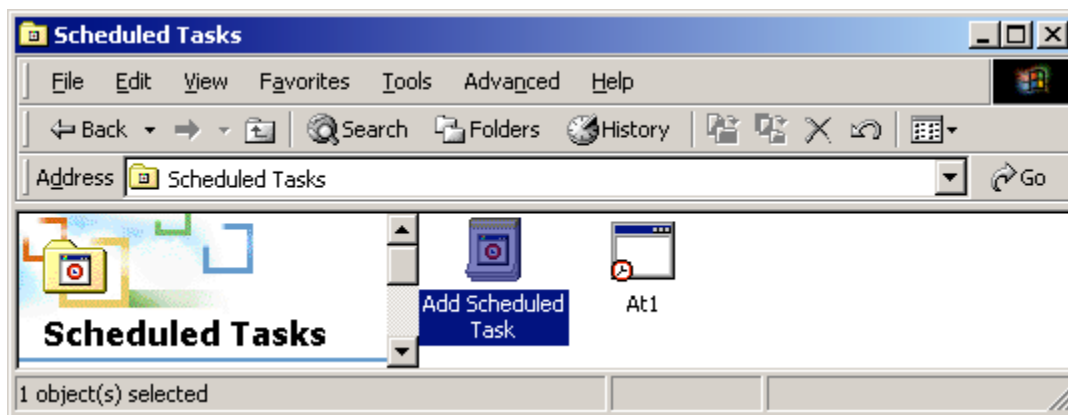 Scheduled Tasks
File Edit View Favorites Tools Advanced Help
Back Search Folders History
Address Scheduled Tasks Go
Scheduled Tasks
Add Scheduled
Task
At1
1 object(s) selected